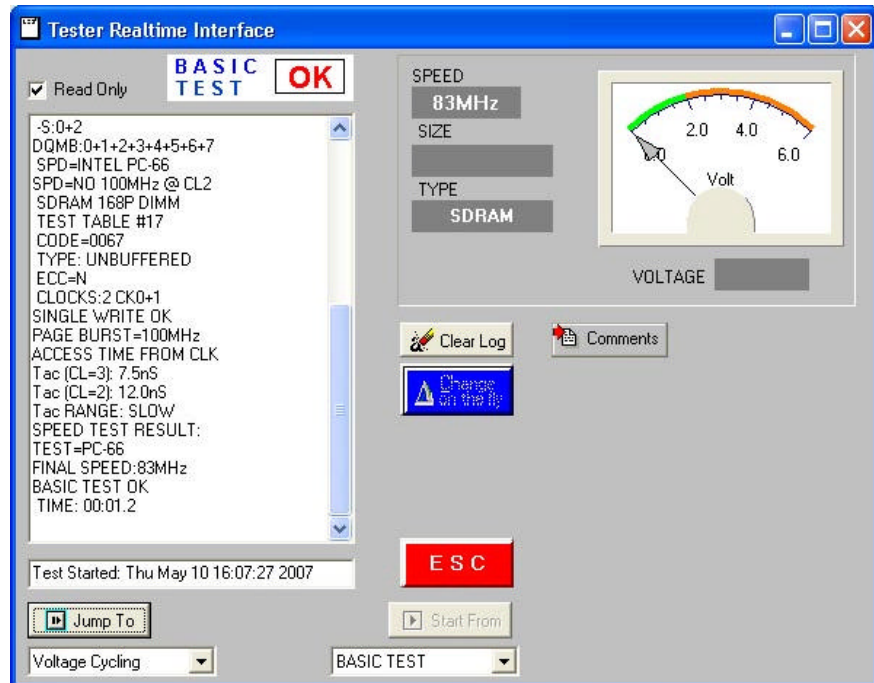 Tester Realtime Interface
Read Only
BASIC
TEST
OK
-S:0+2
DQMB:0+1+2+3+4+5+6+7
SPD=INTEL PC-66
SPD=NO 100MHz @ CL2
SDRAM 168P DIMM
TEST TABLE #17
CODE=0067
TYPE: UNBUFFERED
ECC=N
CLOCKS:2 CK0+1
SINGLE WRITE OK
PAGE BURST=100MHz
ACCESS TIME FROM CLK
Tac (CL=3): 7.5nS
Tac (CL=2): 12.0nS
Tac RANGE: SLOW
SPEED TEST RESULT:
TEST=PC-66
FINAL SPEED:83MHz
BASIC TEST OK
TIME: 00:01.2
Test Started: Thu May 10 16:07:27 2007
Jump To
Voltage Cycling
SPEED
83MHz
SIZE
TYPE
SDRAM
0.0 2.0 4.0 6.0
Volt
VOLTAGE
Clear Log
Comments
Change
on the fly
ESC
Start From
BASIC TEST